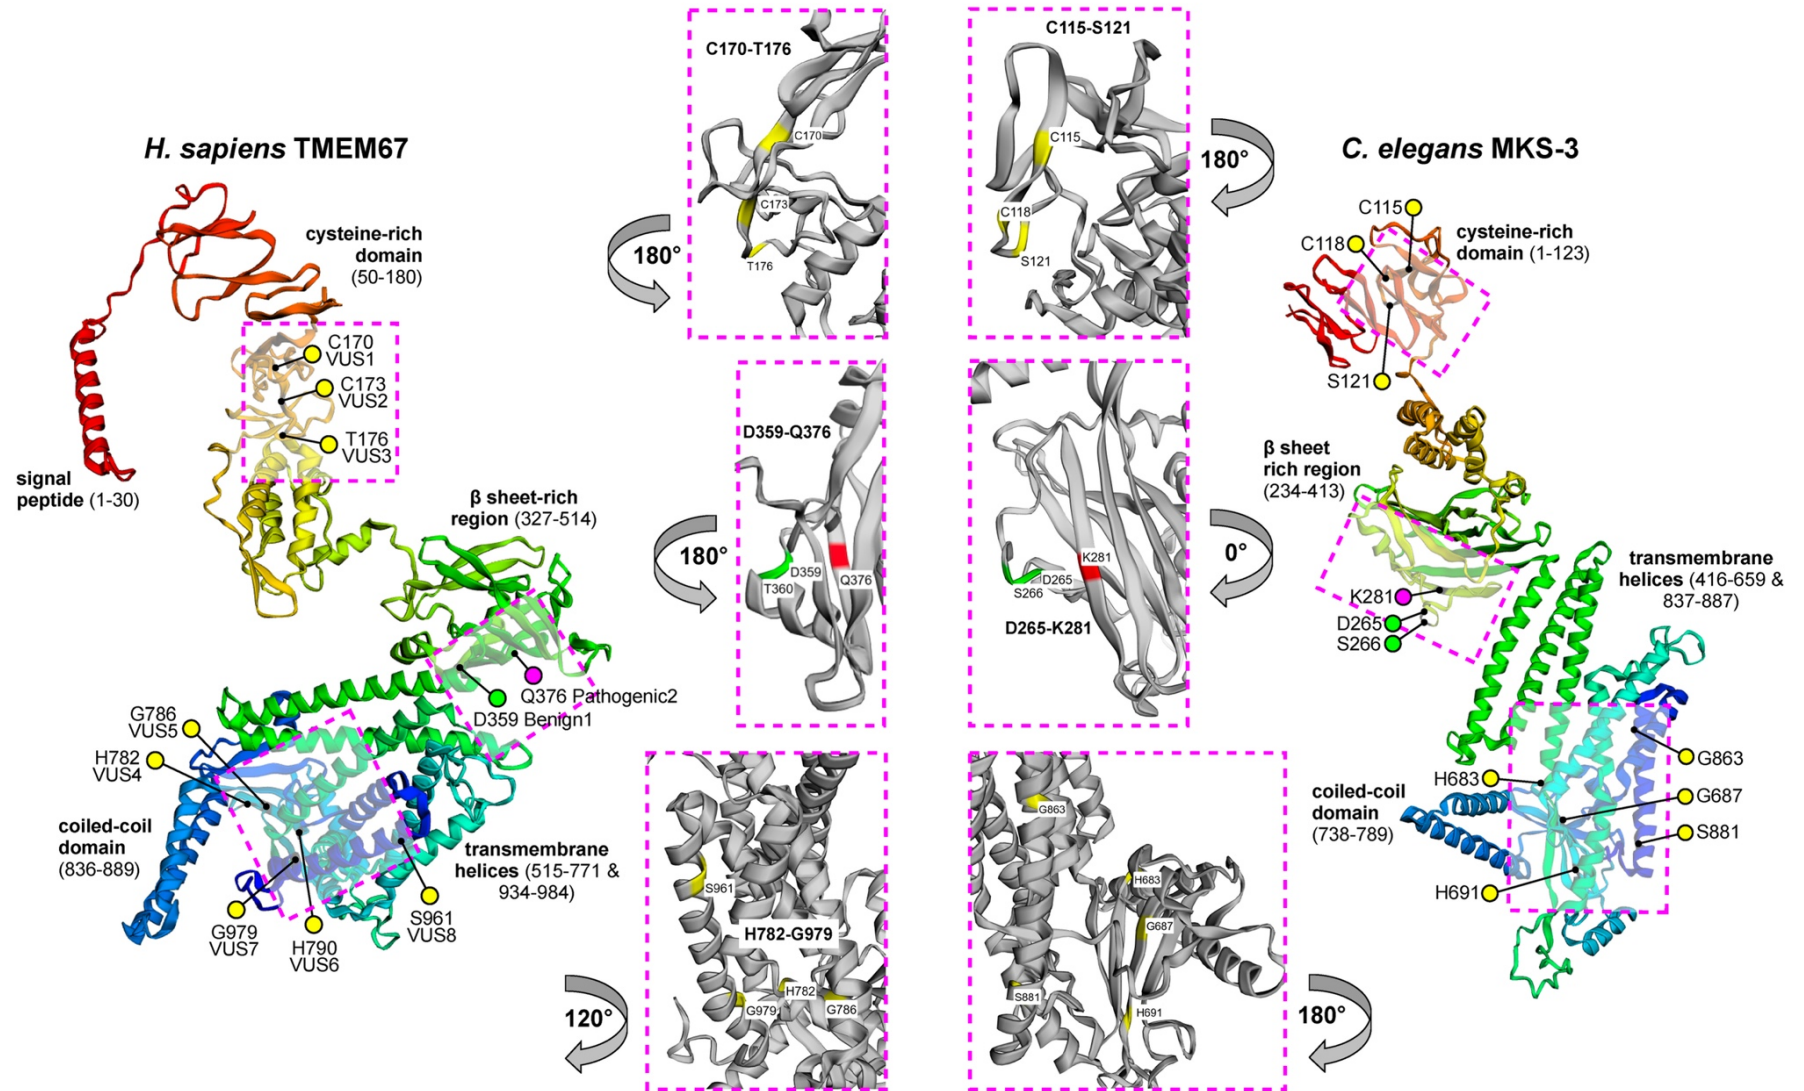 H. sapiens TMEM67
cysteine-rich
domain
(50-180)
C170
VUS1
C173
VUS2
T176
VUS3
signal
peptide (1-30)
β sheet-rich
region (327-514)
Q376 Pathogenic2
D359 Benign1
G786
VUS5
H782
VUS4
coiled-coil
domain
(836-889)
transmembrane
helices (515-771 &
934-984)
G979
VUS7
H790
VUS6
S961
VUS8
180°
180°
120°
C170-T176
C170
C173
T176
D359-Q376
D359
T360
Q376
G863
S961
H782-G979
H782
G979
G786
C115-S121
C115
C118
S121
K281
D265
S266
D265-K281
G863
H683
G687
S881
H691
180°
0°
180°
C. elegans MKS-3
C115
C118
cysteine-rich
domain (1-123)
S121
β sheet
rich region
(234-413)
K281
D265
S266
transmembrane
helices (416-659 &
837-887)
G863
H683
G687
coiled-coil
domain
(738-789)
S881
H691